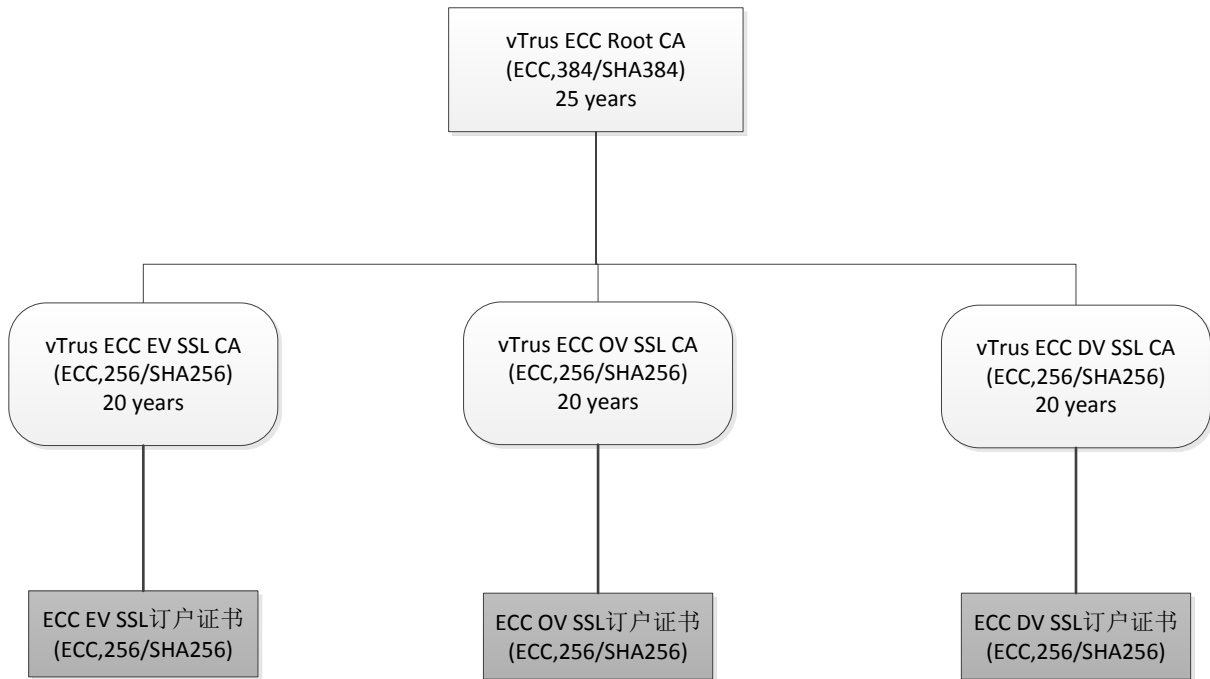 vTrus ECC Root CA
(ECC,384/SHA384)
25 years
vTrus ECC EV SSL CA
(ECC,256/SHA256)
20 years
vTrus ECC OV SSL CA
(ECC,256/SHA256)
20 years
vTrus ECC DV SSL CA
(ECC,256/SHA256)
20 years
ECC EV SSL订户证书
(ECC,256/SHA256)
ECC OV SSL订户证书
(ECC,256/SHA256)
ECC DV SSL订户证书
(ECC,256/SHA256)